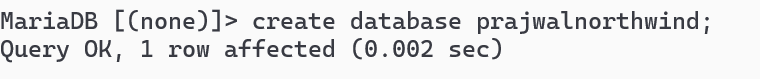 MariaDB [(none)]> create database prajwalnorthwind;
Query OK, 1 row affected (0.002 sec)